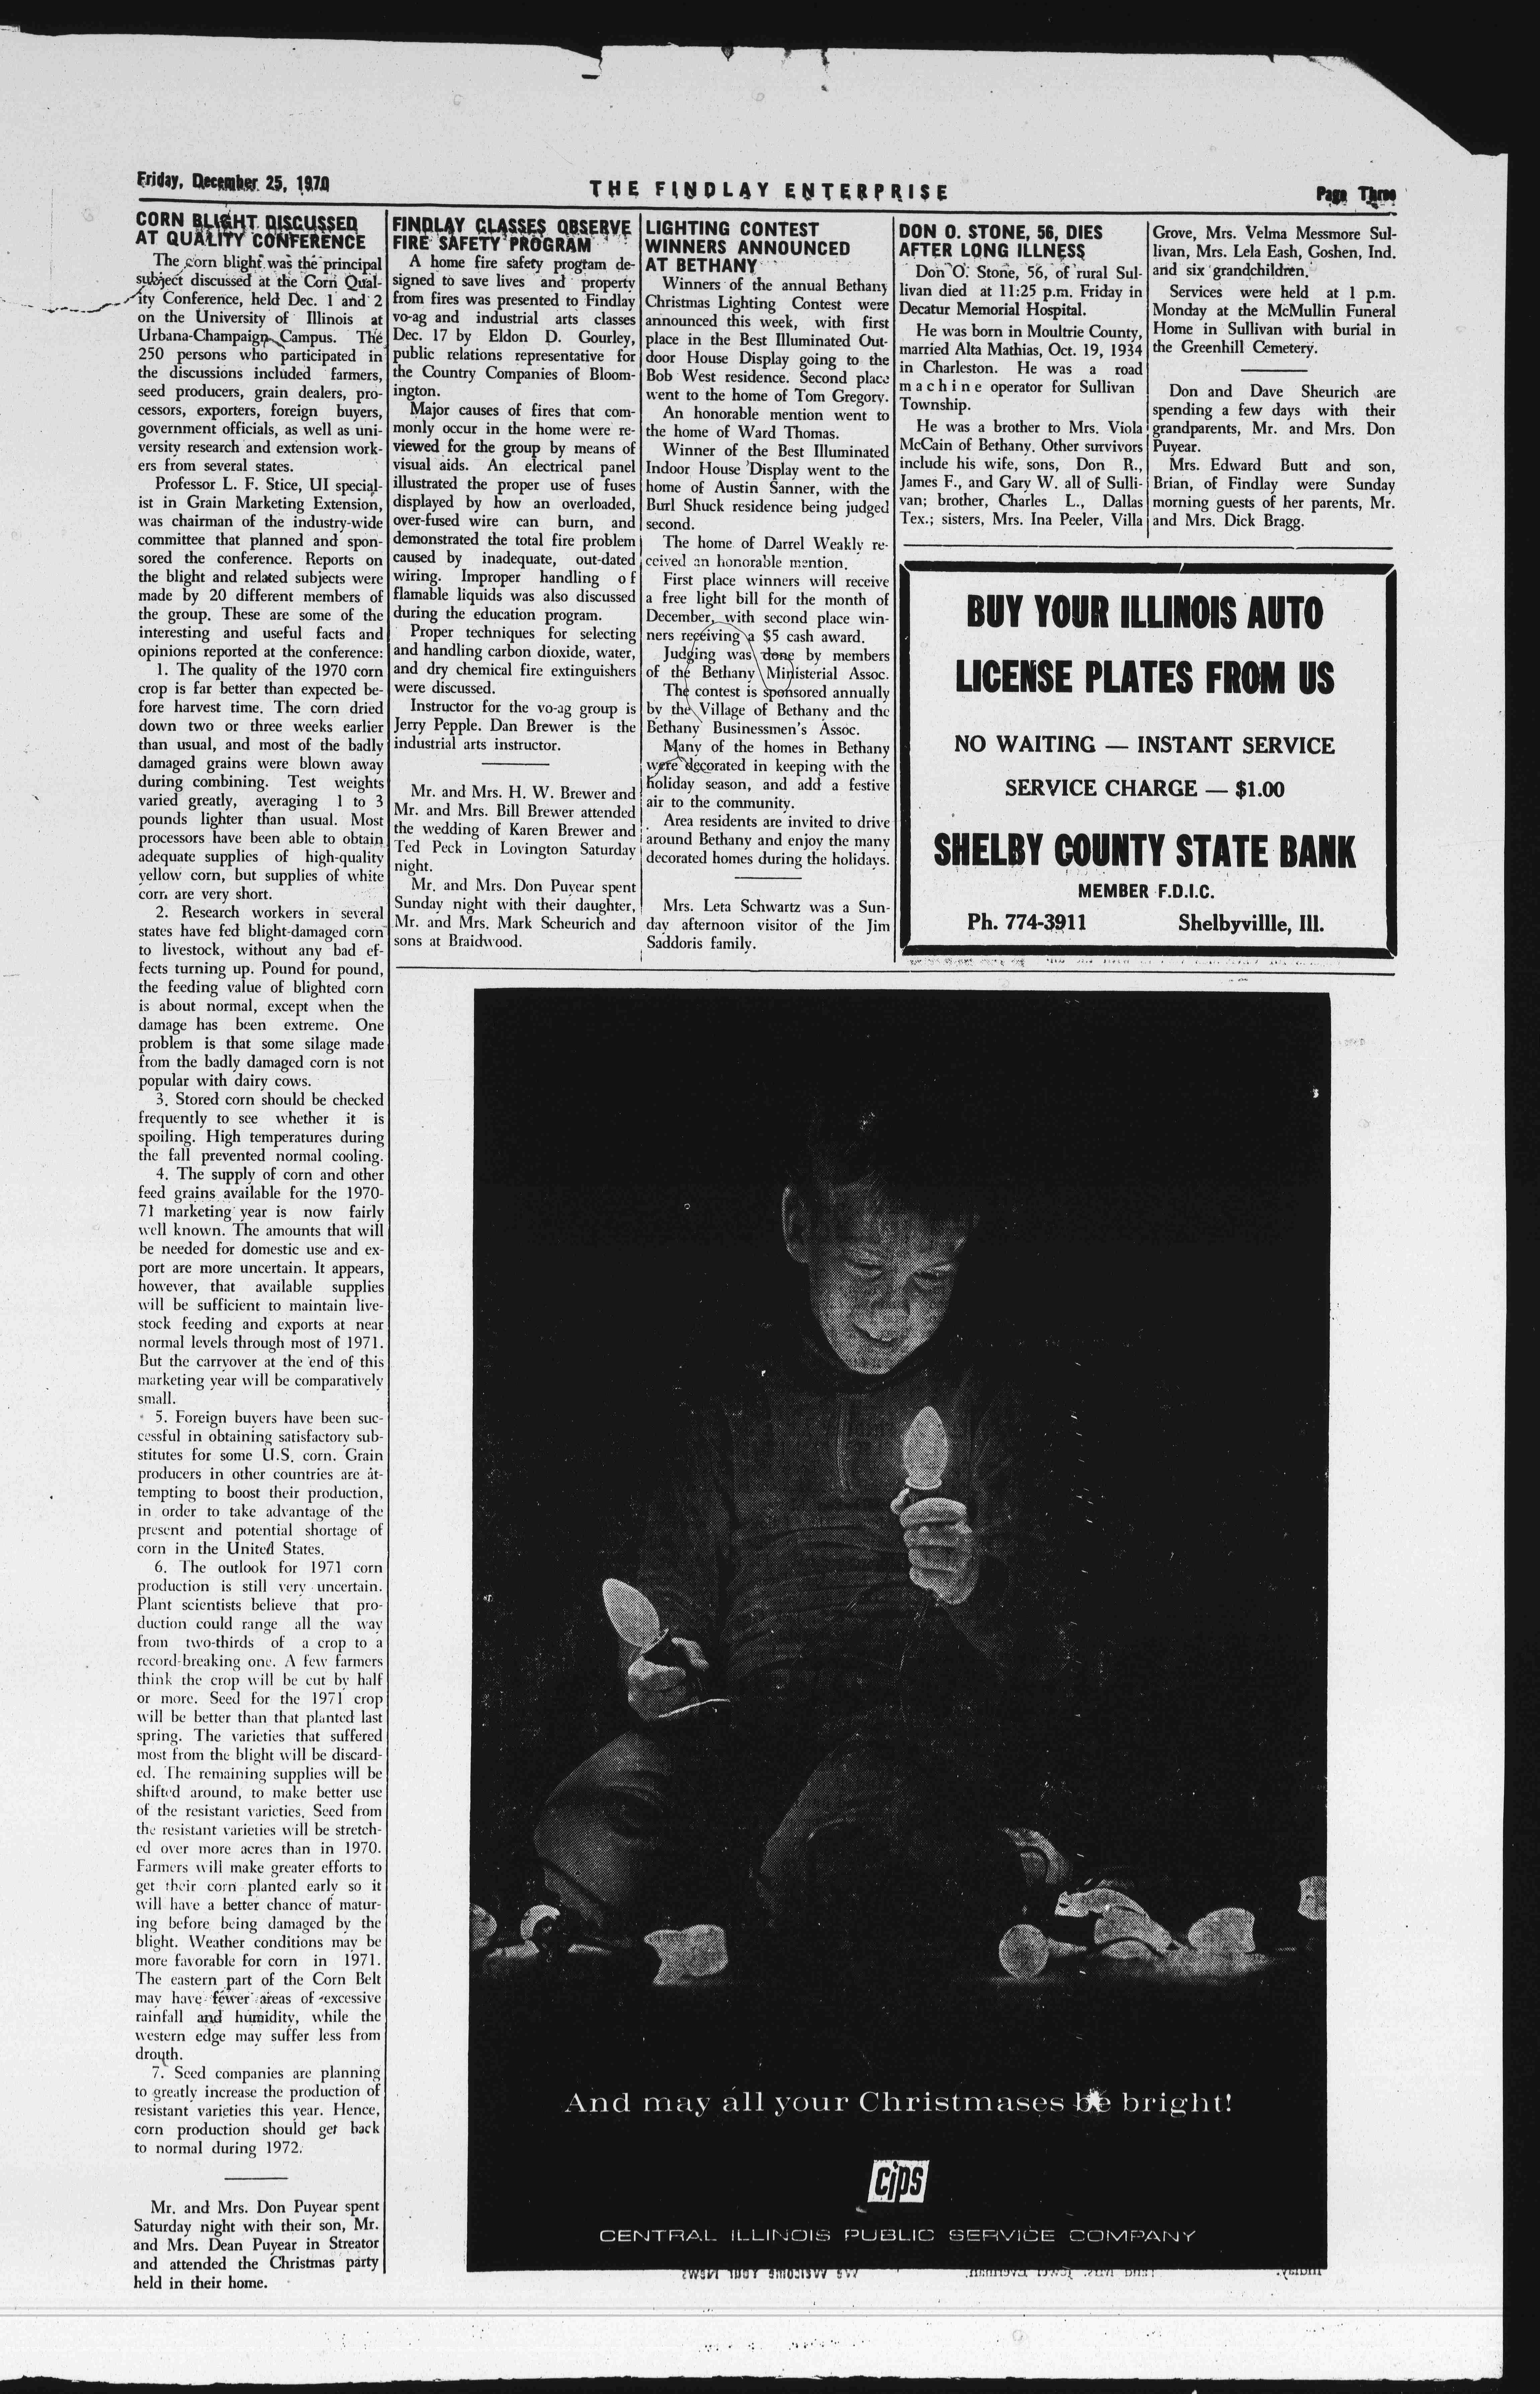 Friday, December 25, 1970
THE FINDLAY ENTERPRISE
Page Three
CORN BLIGHT DISCUSSED
AT QUALITY CONFERENCE
The corn blight was the principal
subject discussed at the Corn Qual-
ity Conference, held Dec. 1 and 2
on the University of Illinois at
Urbana-Champaign Campus. The
250 persons who participated in
the discussions included farmers,
seed producers, grain dealers, pro-
cessors, exporters, foreign buyers,
government officials, as well as uni-
versity research and extension work-
ers from several states.
Professor L. F. Stice, UI special-
ist in Grain Marketing Extension,
was chairman of the industry-wide
committee that planned and spon-
sored the conference. Reports on
the blight and related subjects were
made by 20 different members of
the group. These are some of the
interesting and useful facts and
opinions reported at the conference:
1. The quality of the 1970 corn
crop is far better than expected be-
fore harvest time. The corn dried
down two or three weeks earlier
than usual, and most of the badly
damaged grains were blown away
during combining. Test weights
varied greatly, averaging 1 to 3
pounds lighter than usual. Most
processors have been able to obtain
adequate supplies of high-quality
yellow corn, but supplies of white
corn are very short.
2. Research workers in several
states have fed blight-damaged corn
to livestock, without any bad ef-
fects turning up. Pound for pound,
the feeding value of blighted corn
is about normal, except when the
damage has been extreme. One
problem is that some silage made
from the badly damaged corn is not
popular with dairy cows.
3. Stored corn should be checked
frequently to see whether it is
spoiling. High temperatures during
the fall prevented normal cooling.
4. The supply of corn and other
feed grains available for the 1970-
71 marketing year is now fairly
well known. The amounts that will
be needed for domestic use and ex-
port are more uncertain. It appears,
however, that available supplies
will be sufficient to maintain live-
stock feeding and exports at near
normal levels through most of 1971.
But the carryover at the end of this
marketing year will be comparatively
small.
5. Foreign buyers have been suc-
cessful in obtaining satisfactory sub-
stitutes for some U.S. corn. Grain
producers in other countries are at-
tempting to boost their production,
in order to take advantage of the
present and potential shortage of
corn in the United States.
6. The outlook for 1971 corn
production is still very uncertain.
Plant scientists believe that pro-
duction could range all the way
from two-thirds of a crop to a
record-breaking one. A few farmers
think the crop will be cut by half
or more. Seed for the 1971 crop
will be better than that planted last
spring. The varieties that suffered
most from the blight will be discard-
ed. The remaining supplies will be
shifted around, to make better use
of the resistant varieties. Seed from
the resistant varieties will be stretch-
ed over more acres than in 1970.
Farmers will make greater efforts to
get their corn planted early so it
will have a better chance of matur-
ing before being damaged by the
blight. Weather conditions may be
more favorable for corn in 1971.
The eastern part of the Corn Belt
may have fewer areas of excessive
rainfall and humidity, while the
western edge may suffer less from
drouth.
7. Seed companies are planning
to greatly increase the production of
resistant varieties this year. Hence,
corn production should get back
to normal during 1972.
Mr. and Mrs. Don Puyear spent
Saturday night with their son, Mr.
and Mrs. Dean Puyear in Streator
and attended the Christmas party
held in their home.
FINDLAY CLASSES OBSERVE
FIRE SAFETY PROGRAM
A home fire safety program de-
signed to save lives and property
from fires was presented to Findlay
vo-ag and industrial arts classes
Dec. 17 by Eldon D. Gourley,
public relations representative for
the Country Companies of Bloom-
ington.
Major causes of fires that com-
monly occur in the home were re-
viewed for the group by means of
visual aids. An electrical panel
illustrated the proper use of fuses
displayed by how an overloaded,
over-fused wire can burn, and
demonstrated the total fire problem
caused by inadequate, out-dated
wiring. Improper handling of
flamable liquids was also discussed
during the education program.
Proper techniques for selecting
and handling carbon dioxide, water,
and dry chemical fire extinguishers
were discussed.
Instructor for the vo-ag group is
Jerry Pepple. Dan Brewer is the
industrial arts instructor.
Mr. and Mrs. H. W. Brewer and
Mr. and Mrs. Bill Brewer attended
the wedding of Karen Brewer and
Ted Peck in Lovington Saturday
night.
Mr. and Mrs. Don Puyear spent
Sunday night with their daughter,
Mr. and Mrs. Mark Scheurich and
sons at Braidwood.
LIGHTING CONTEST
WINNERS ANNOUNCED
AT BETHANY
Winners of the annual Bethany
Christmas Lighting Contest were
announced this week, with first
place in the Best Illuminated Out-
door House Display going to the
Bob West residence. Second place
went to the home of Tom Gregory.
An honorable mention went to
the home of Ward Thomas.
Winner of the Best Illuminated
Indoor House Display went to the
home of Austin Sanner, with the
Burl Shuck residence being judged
second.
The home of Darrel Weakly re-
ceived an honorable mention.
First place winners will receive
a free light bill for the month of
December, with second place win-
ners receiving a $5 cash award.
Judging was done by members
of the Bethany Ministerial Assoc.
The contest is sponsored annually
by the Village of Bethany and the
Bethany Businessmen's Assoc.
Many of the homes in Bethany
were decorated in keeping with the
holiday season, and add a festive
air to the community.
Area residents are invited to drive
around Bethany and enjoy the many
decorated homes during the holidays.
Mrs. Leta Schwartz was a Sun-
day afternoon visitor of the Jim
Saddoris family.
DON O. STONE, 56, DIES
AFTER LONG ILLNESS
Don O. Stone, 56, of rural Sul-
livan died at 11:25 p.m. Friday in
Decatur Memorial Hospital.
He was born in Moultrie County,
married Alta Mathias, Oct. 19, 1934
in Charleston. He was a road
machine operator for Sullivan
Township.
He was a brother to Mrs. Viola
McCain of Bethany. Other survivors
include his wife, sons, Don R.,
James F., and Gary W. all of Sulli-
van; brother, Charles L., Dallas
Tex.; sisters, Mrs. Ina Peeler, Villa
Grove, Mrs. Velma Messmore Sul-
livan, Mrs. Lela Eash, Goshen, Ind.
and six grandchildren.
Services were held at 1 p.m.
Monday at the McMullin Funeral
Home in Sullivan with burial in
the Greenhill Cemetery.
Don and Dave Sheurich are
spending a few days with their
grandparents, Mr. and Mrs. Don
Puyear.
Mrs. Edward Butt and son,
Brian, of Findlay were Sunday
morning guests of her parents, Mr.
and Mrs. Dick Bragg.
BUY YOUR ILLINOIS AUTO
LICENSE PLATES FROM US
NO WAITING — INSTANT SERVICE
SERVICE CHARGE — $1.00
SHELBY COUNTY STATE BANK
MEMBER F.D.I.C.
Ph. 774-3911 Shelbyvillle, Ill.
And may all your Christmases be bright!
cips
CENTRAL ILLINOIS PUBLIC SERVICE COMPANY